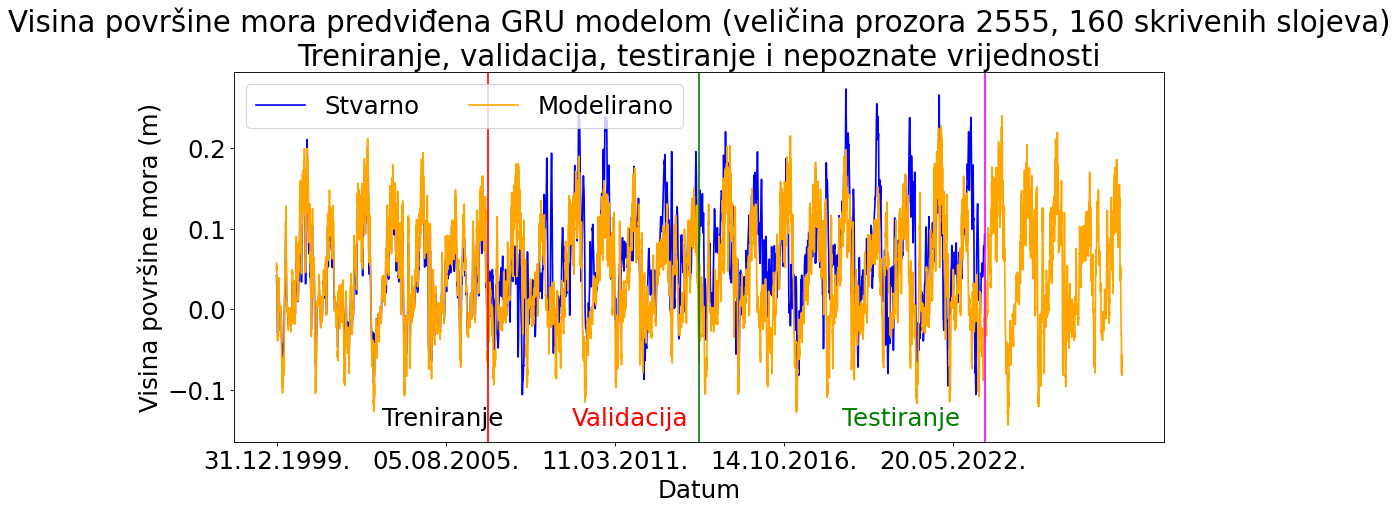 Visina površine mora predviđena GRU modelom (veličina prozora 2555, 160 skrivenih slojeva)
Treniranje, validacija, testiranje i nepoznate vrijednosti
Stvarno Modelirano
Visina površine mora (m)
0.2
0.1
0.0
−0.1
Treniranje Validacija Testiranje
31.12.1999. 05.08.2005. 11.03.2011. 14.10.2016. 20.05.2022.
Datum